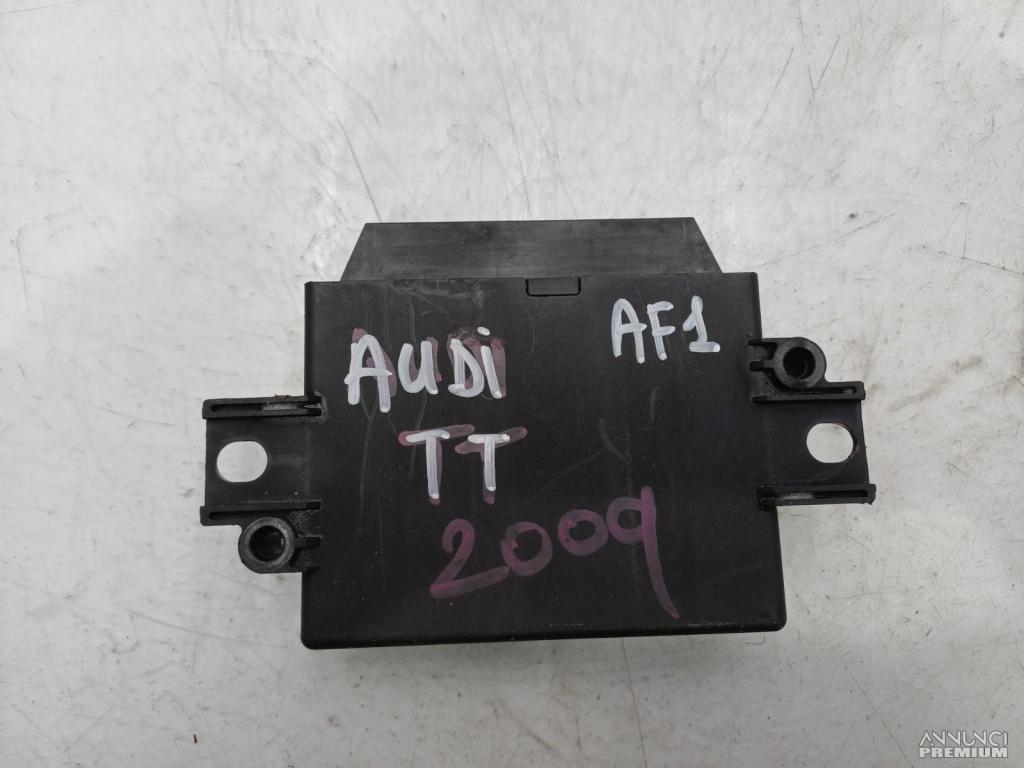 AUDi
AF1
TT
2009
ANNUNCI
PREMIUM